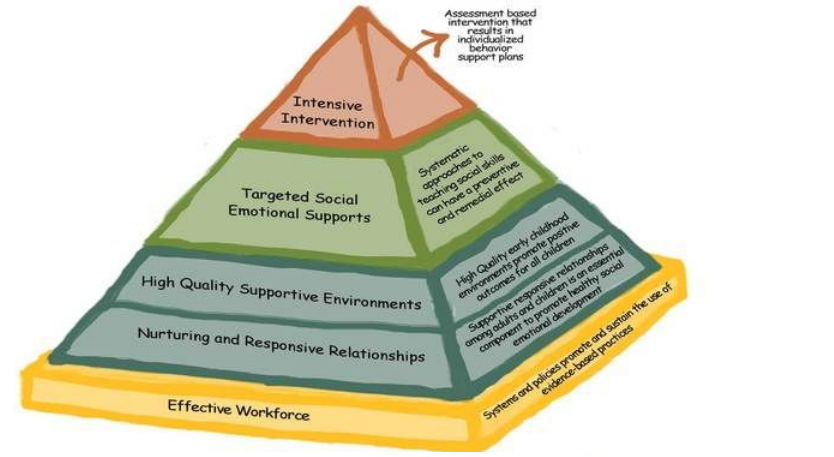 Assessment based
intervention that
results in
individualized
behavior
support plans
Intensive
Intervention
Targeted Social
Emotional Supports
Systematic
approaches to
teaching social skills
can have a preventive
and remedial effect
High Quality Supportive Environments
High Quality early childhood
environments promote positive
outcomes for all children
Nurturing and Responsive Relationships
Supportive responsive relationships
among adults and children is an essential
component to promote healthy social
emotional development
Effective Workforce
Systems and policies promote and sustain the use of
evidence-based practices